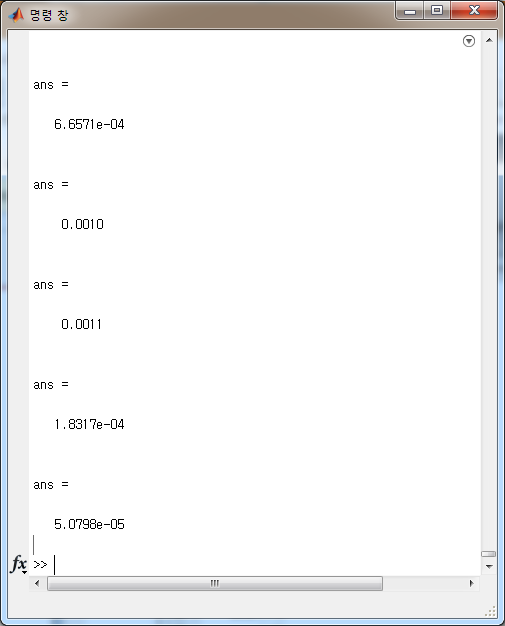 명령 창
ans =
6.6571e-04
ans =
0.0010
ans =
0.0011
ans =
1.8317e-04
ans =
5.0798e-05
fx >>